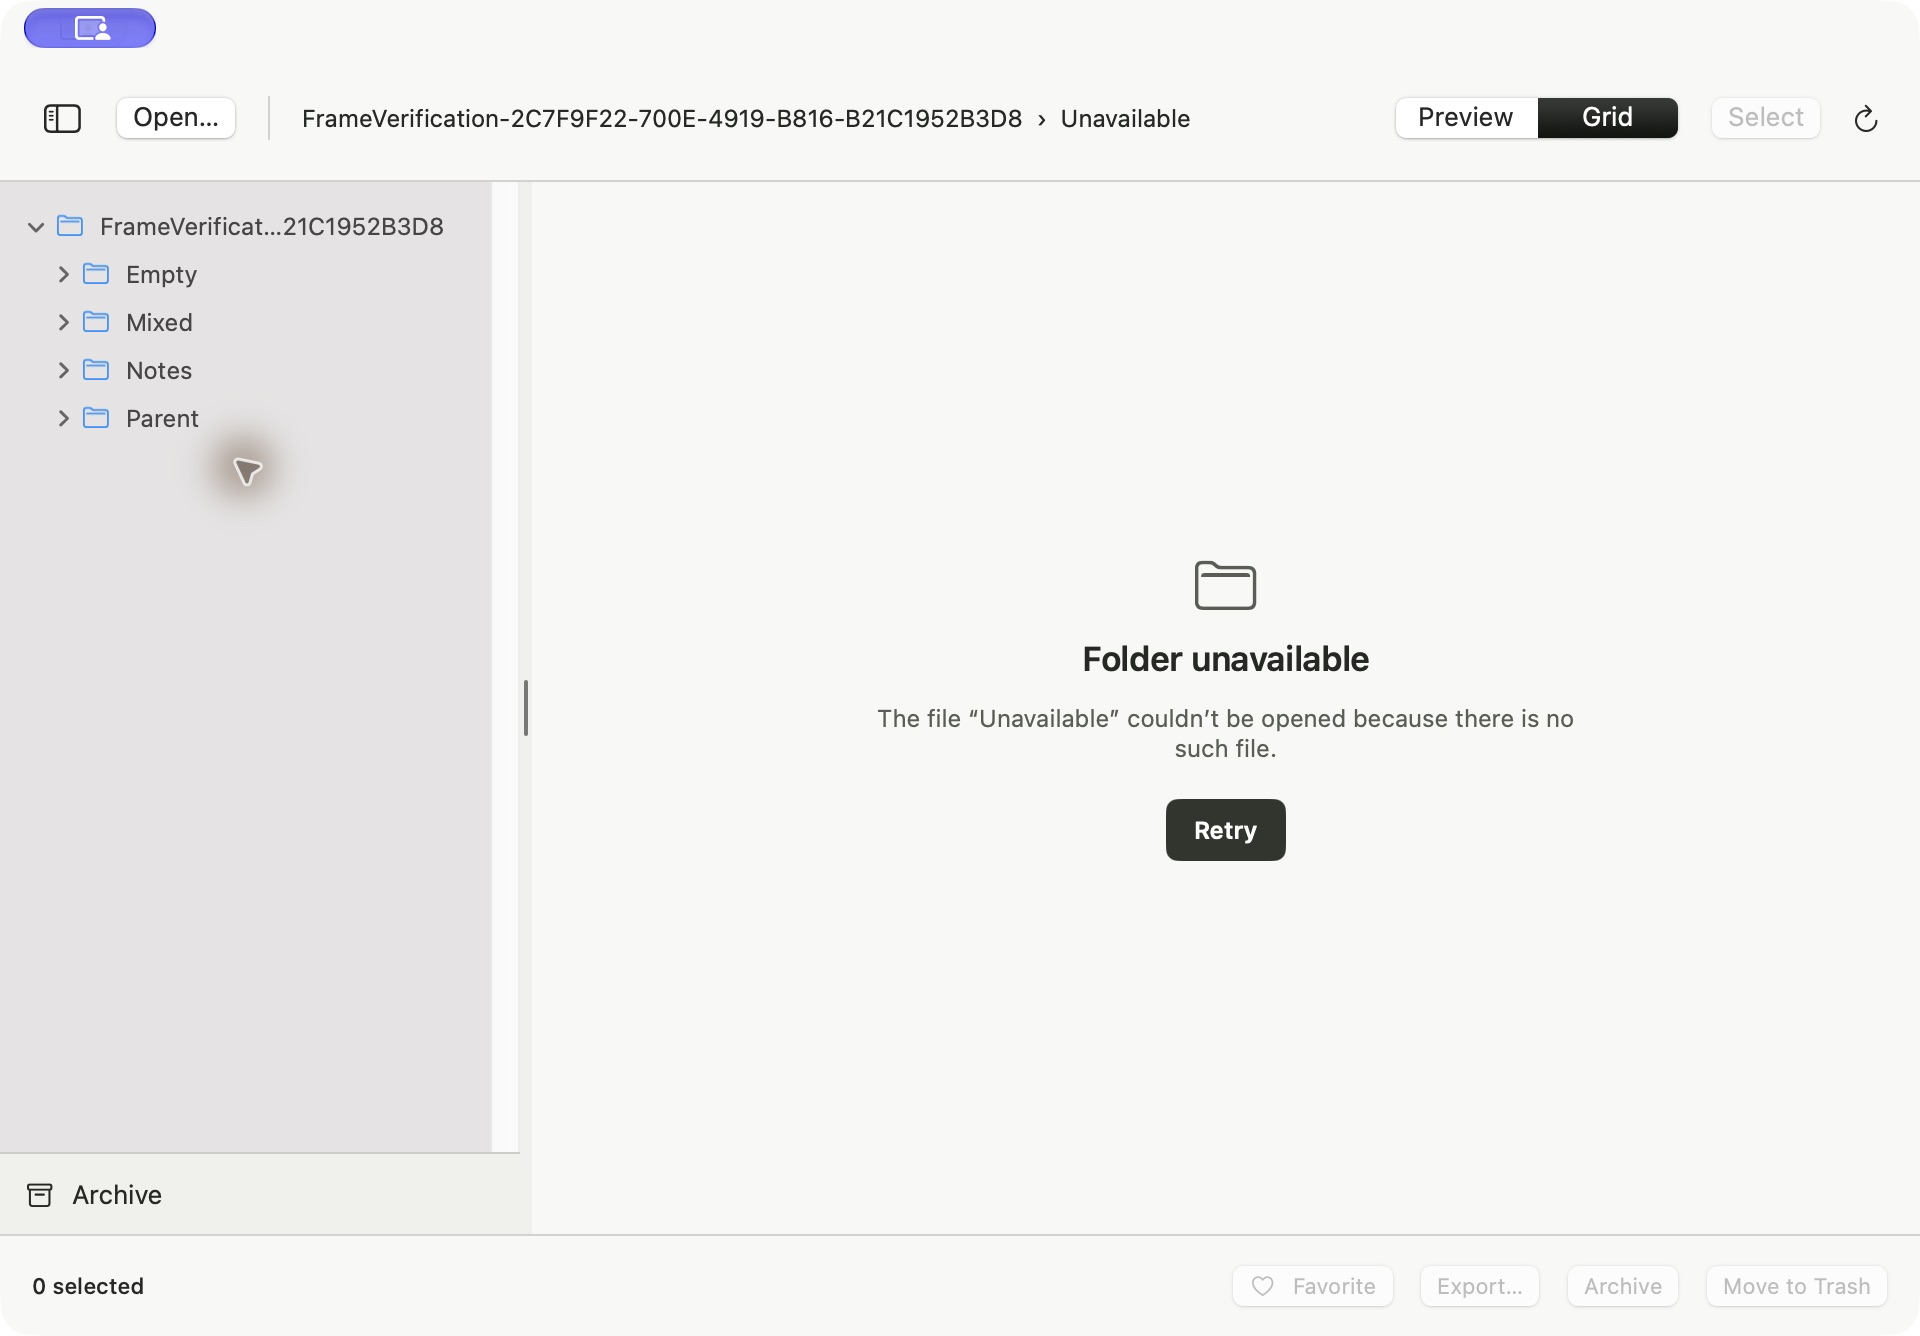 Open...
FrameVerification-2C7F9F22-700E-4919-B816-B21C1952B3D8 › Unavailable
Preview
Grid
Select
FrameVerificat...21C1952B3D8
Empty
Mixed
Notes
Parent
Folder unavailable
The file “Unavailable” couldn’t be opened because there is no
such file.
Retry
Archive
0 selected
Favorite
Export...
Archive
Move to Trash